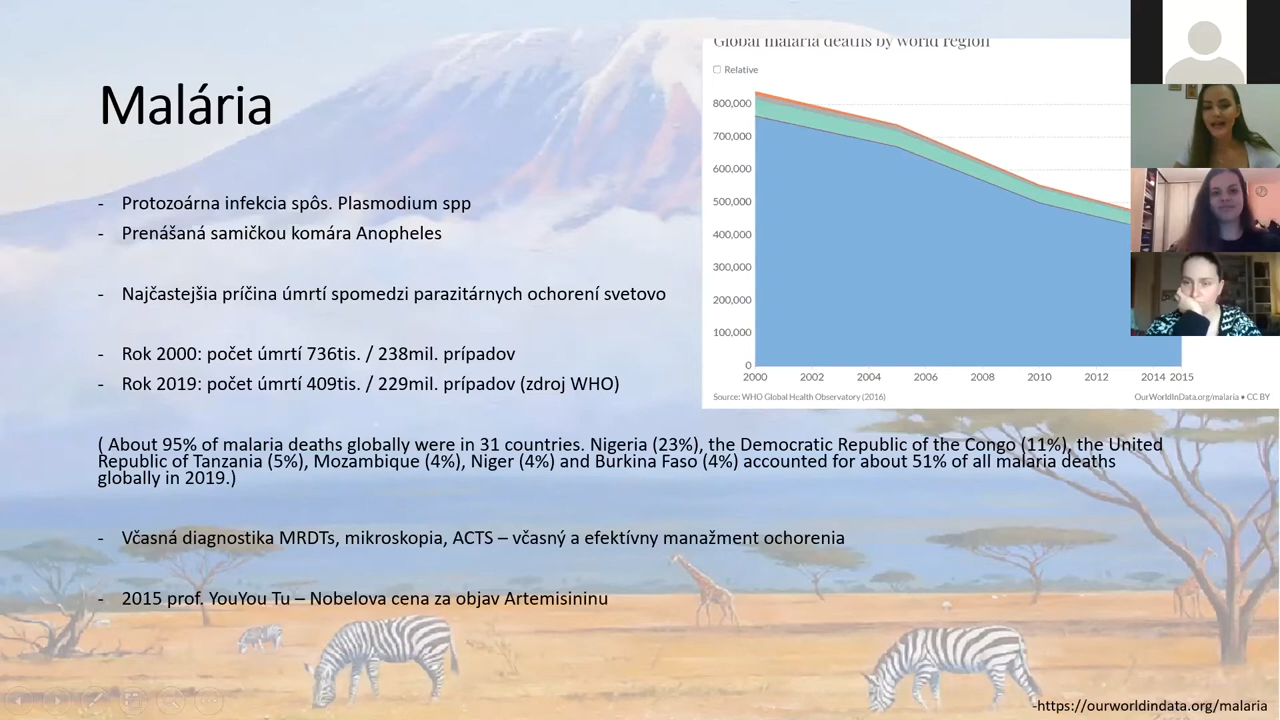 Malária
- Protozoárna infekcia spôs. Plasmodium spp
- Prenášaná samičkou komára Anopheles
- Najčastejšia príčina úmrtí spomedzi parazitárnych ochorení svetovo
- Rok 2000: počet úmrtí 736tis. / 238mil. prípadov
- Rok 2019: počet úmrtí 409tis. / 229mil. prípadov (zdroj WHO)
( About 95% of malaria deaths globally were in 31 countries. Nigeria (23%), the Democratic Republic of the Congo (11%), the United
Republic of Tanzania (5%), Mozambique (4%), Niger (4%) and Burkina Faso (4%) accounted for about 51% of all malaria deaths
globally in 2019.)
- Včasná diagnostika MRDTs, mikroskopia, ACTS – včasný a efektívny manažment ochorenia
- 2015 prof. YouYou Tu – Nobelova cena za objav Artemisininu
Global malaria deaths by world region
Relative
800,000
700,000
600,000
500,000
400,000
300,000
200,000
100,000
0
2000 2002 2004 2006 2008 2010 2012 2014 2015
Source: WHO Global Health Observatory (2016)
OurWorldInData.org/malaria • CC BY
-https://ourworldindata.org/malaria